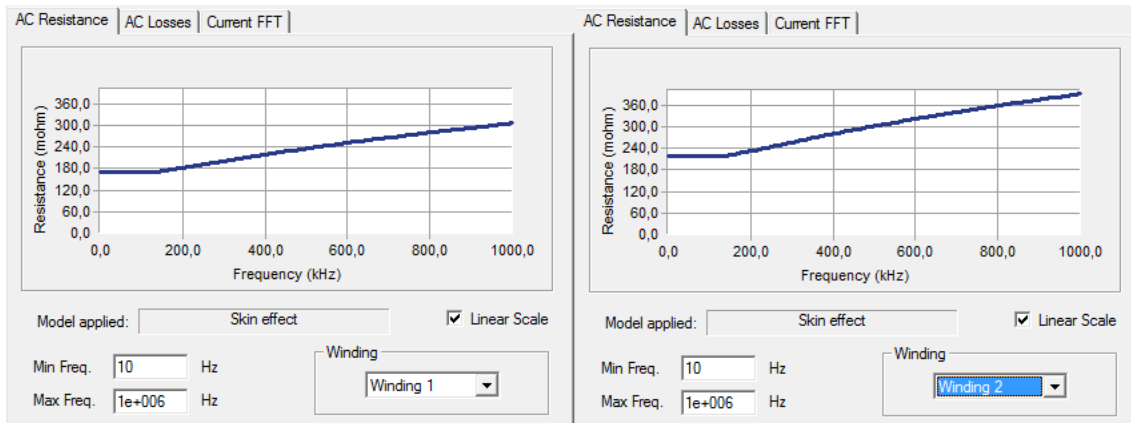 AC Resistance AC Losses Current FFT
Resistance (mohm)
360,0
300,0
240,0
180,0
120,0
60,0
0,0
0,0 200,0 400,0 600,0 800,0 1000,0
Frequency (kHz)
Model applied: Skin effect Linear Scale
Min Freq. 10 Hz
Max Freq. 1e+006 Hz
Winding
Winding 1
AC Resistance AC Losses Current FFT
Resistance (mohm)
360,0
300,0
240,0
180,0
120,0
60,0
0,0
0,0 200,0 400,0 600,0 800,0 1000,0
Frequency (kHz)
Model applied: Skin effect Linear Scale
Min Freq. 10 Hz
Max Freq. 1e+006 Hz
Winding
Winding 2